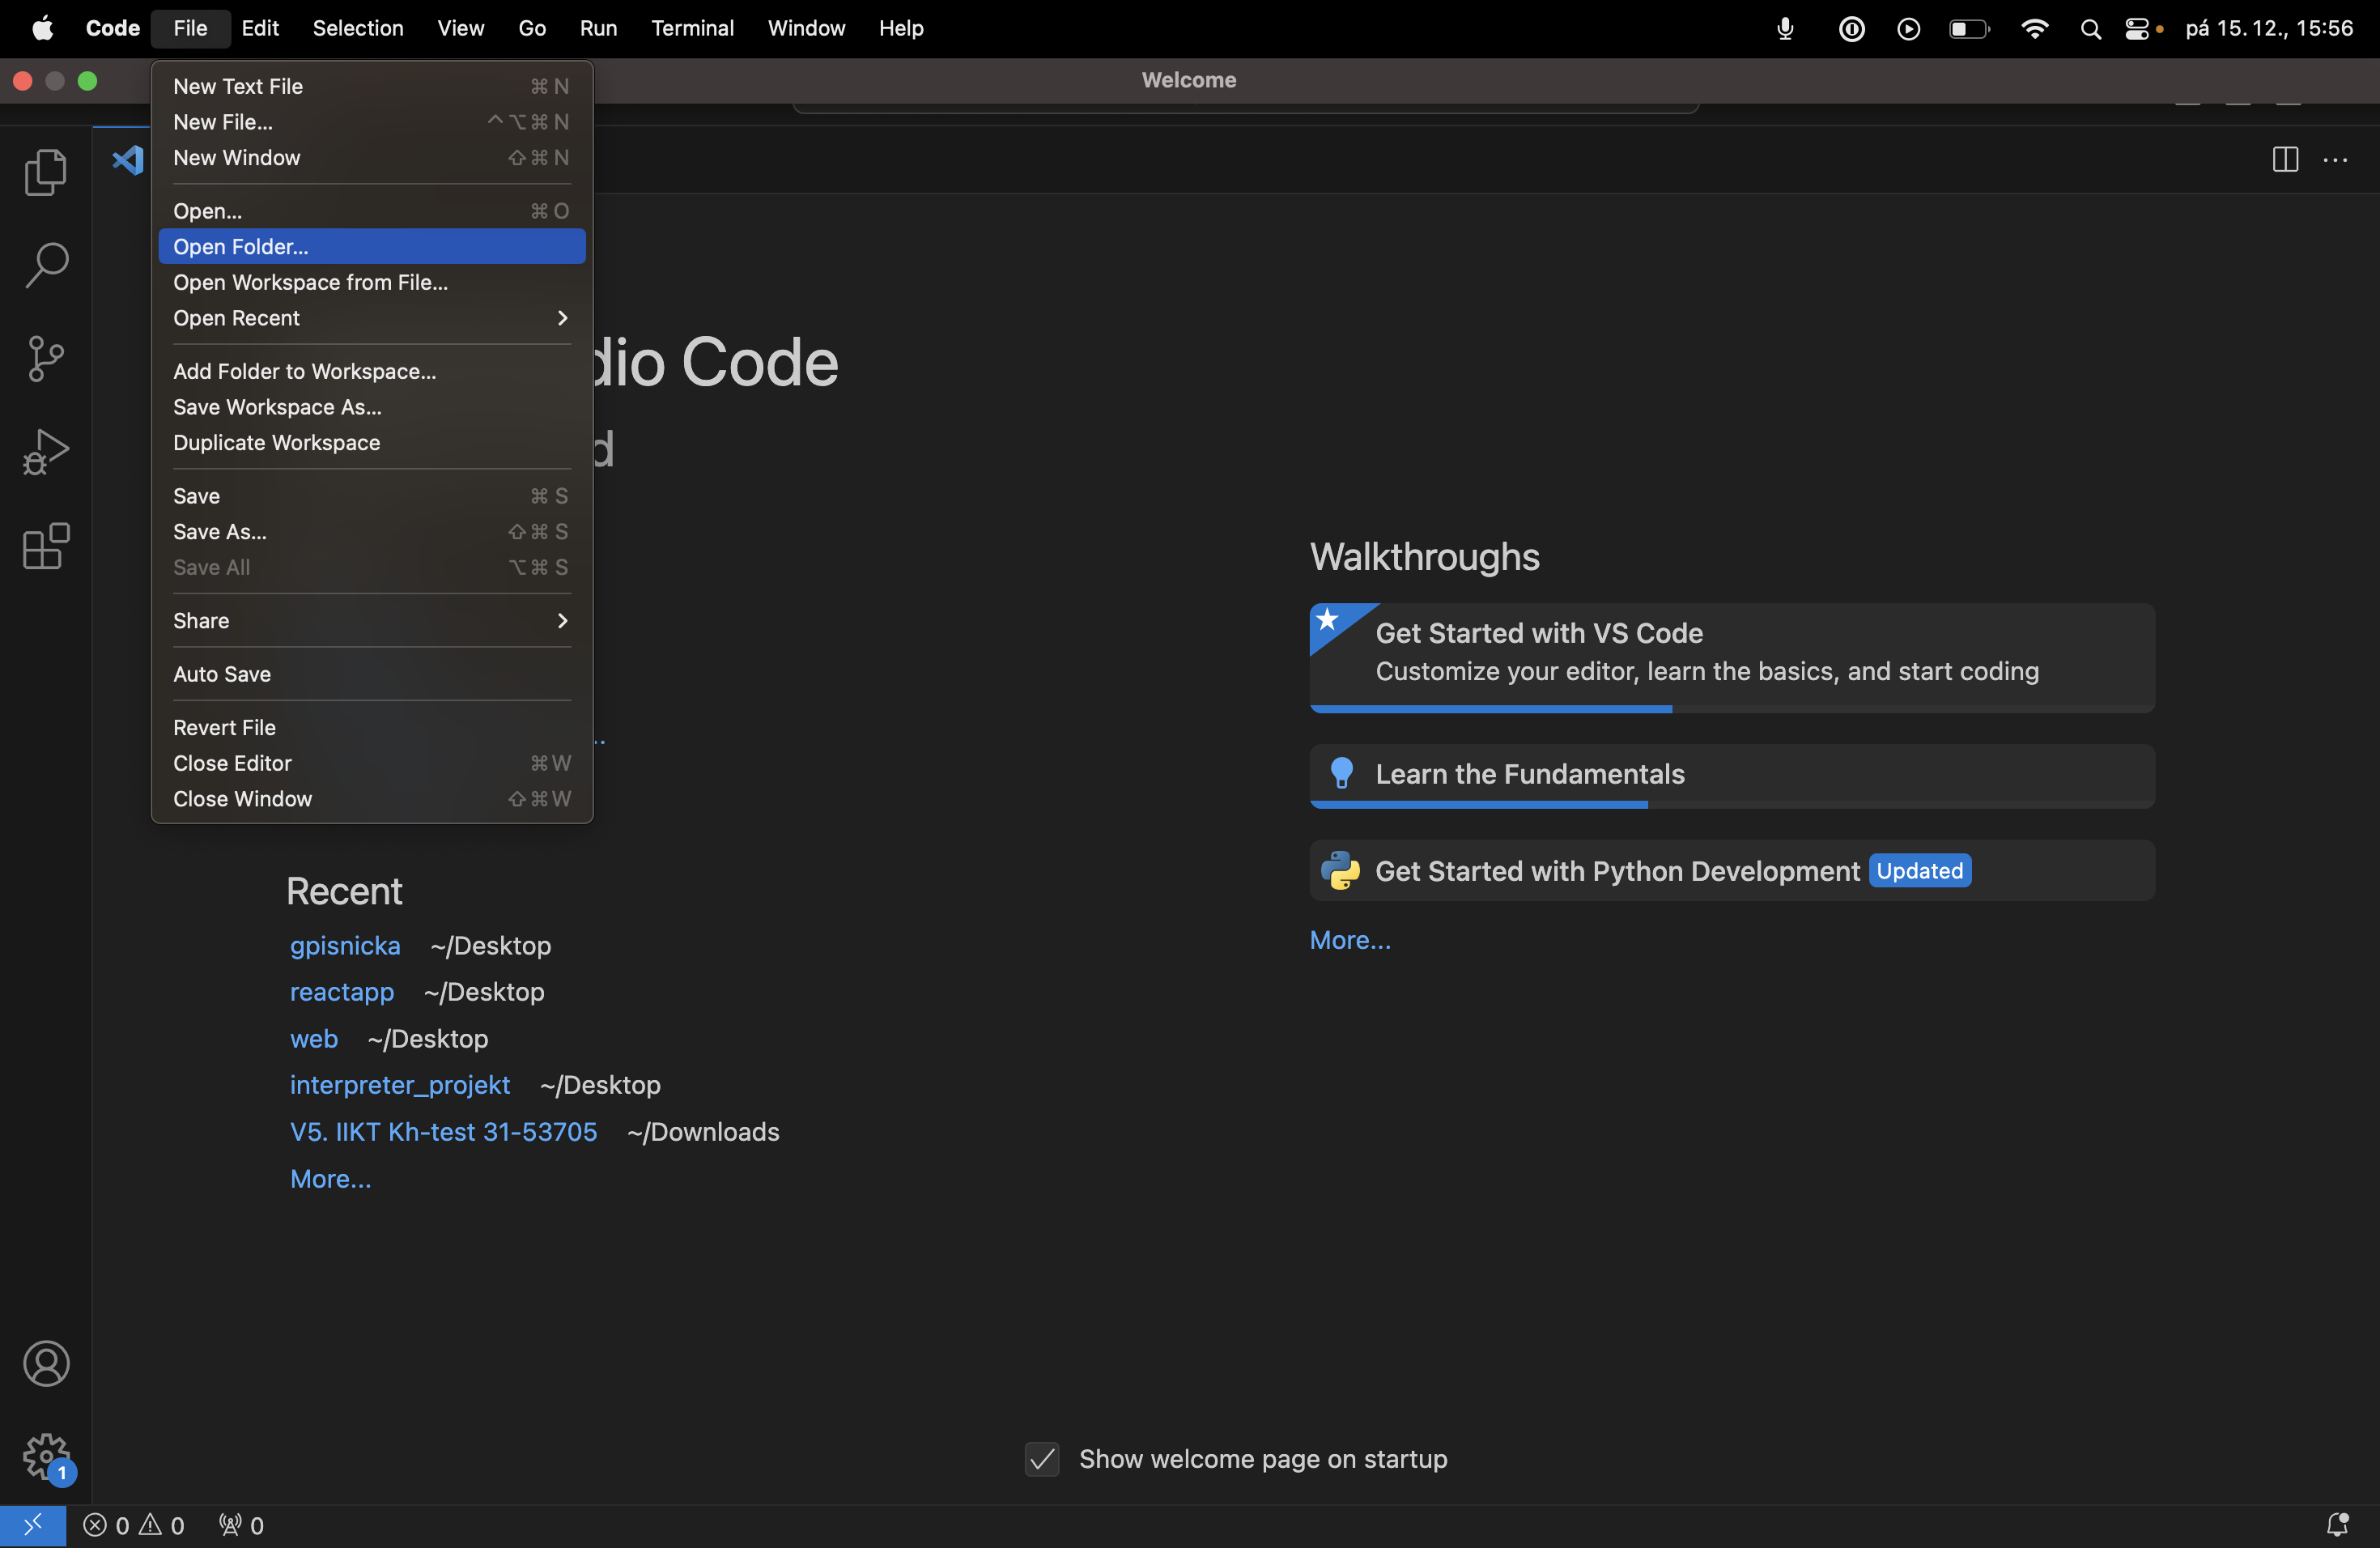 Code File Edit Selection View Go Run Terminal Window Help pá 15. 12., 15:56
Welcome
New Text File ⌘ N
New File... ^⌥⌘ N
New Window ⇧⌘ N
Open... ⌘ O
Open Folder...
Open Workspace from File...
Open Recent
Add Folder to Workspace...
Save Workspace As...
Duplicate Workspace
Save ⌘ S
Save As... ⇧⌘ S
Save All ⌥⌘ S
Share
Auto Save
Revert File
Close Editor ⌘W
Close Window ⇧⌘W
dio Code
d
..
Recent
gpisnicka ~/Desktop
reactapp ~/Desktop
web ~/Desktop
interpreter_projekt ~/Desktop
V5. IIKT Kh-test 31-53705 ~/Downloads
More...
Walkthroughs
Get Started with VS Code
Customize your editor, learn the basics, and start coding
Learn the Fundamentals
Get Started with Python Development Updated
More...
Show welcome page on startup
1
0 0 0